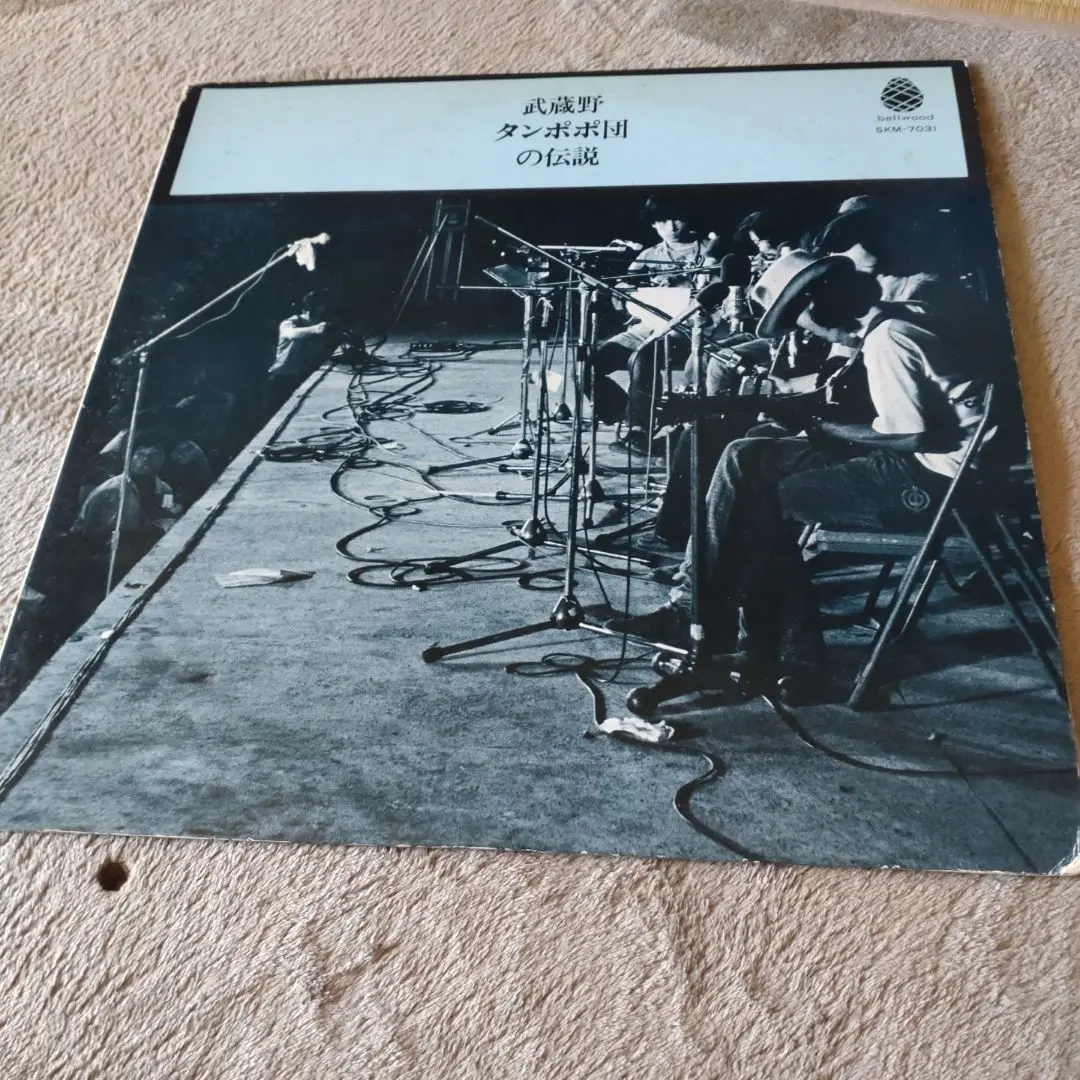 武蔵野
タンポポ団
の伝説
bellwood
SKM-7031